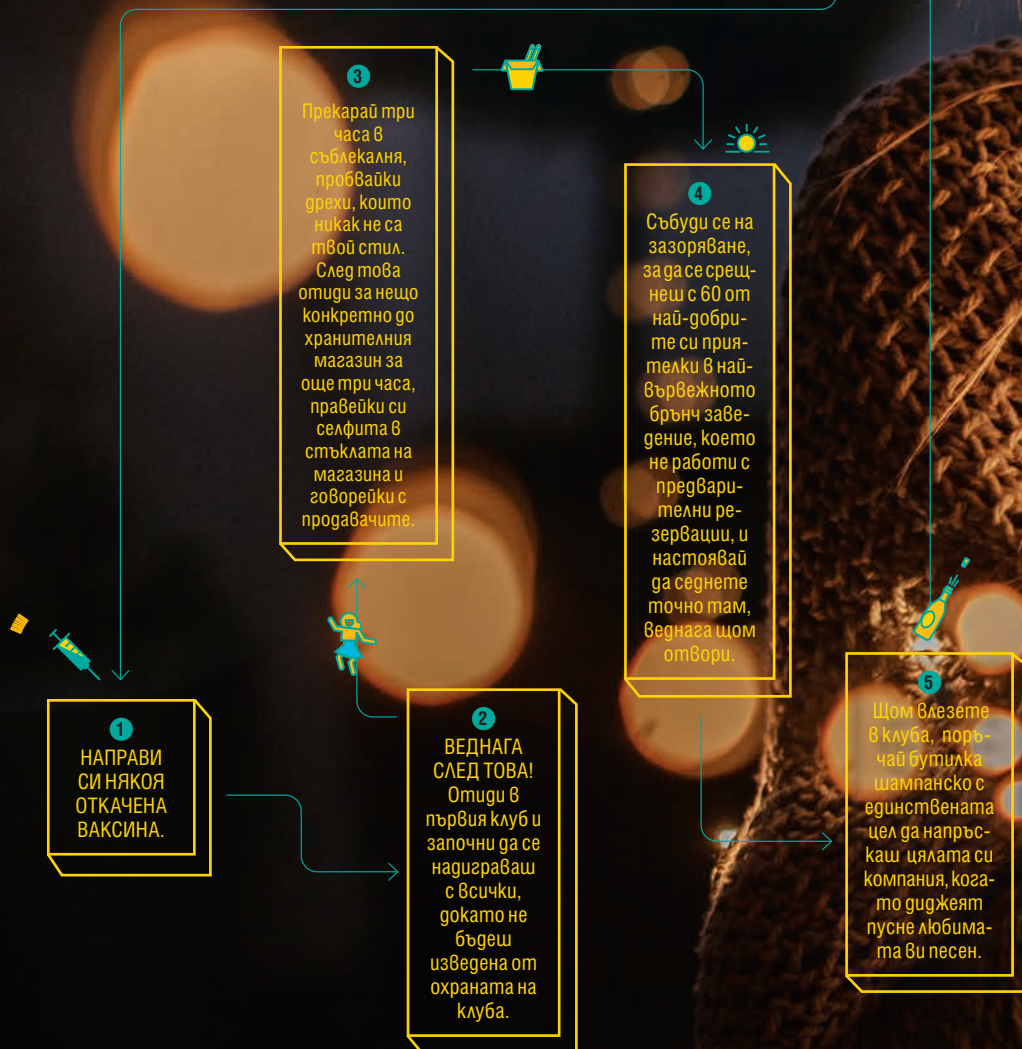 1
НАПРАВИ
СИ НЯКОЯ
ОТКАЧЕНА
ВАКСИНА.
2
ВЕДНАГА
СЛЕД ТОВА!
Отиди в
първия клуб и
започни да се
надиграваш
с всички,
докато не
бъдеш
изведена от
охраната на
клуба.
3
Прекарай три
часа в
съблекалня,
пробвайки
дрехи, които
никак не са
твой стил.
След това
отиди за нещо
конкретно до
хранителния
магазин за
още три часа,
правейки си
селфита в
стъклата на
магазина и
говорейки с
продавачите.
4
Събуди се на
зазоряване,
за да се срещ-
неш с 60 от
най-добри-
те си прия-
телки в най-
вървежното
брънч заве-
дение, което
не работи с
предвари-
телни ре-
зервации, и
настоявай
да седнете
точно там,
веднага щом
отвори.
5
Щом влезете
в клуба, поръ-
чай бутилка
шампанско с
единствената
цел да напръс-
каш цялата си
компания, кога-
то диджеят
пусне любима-
та ви песен.